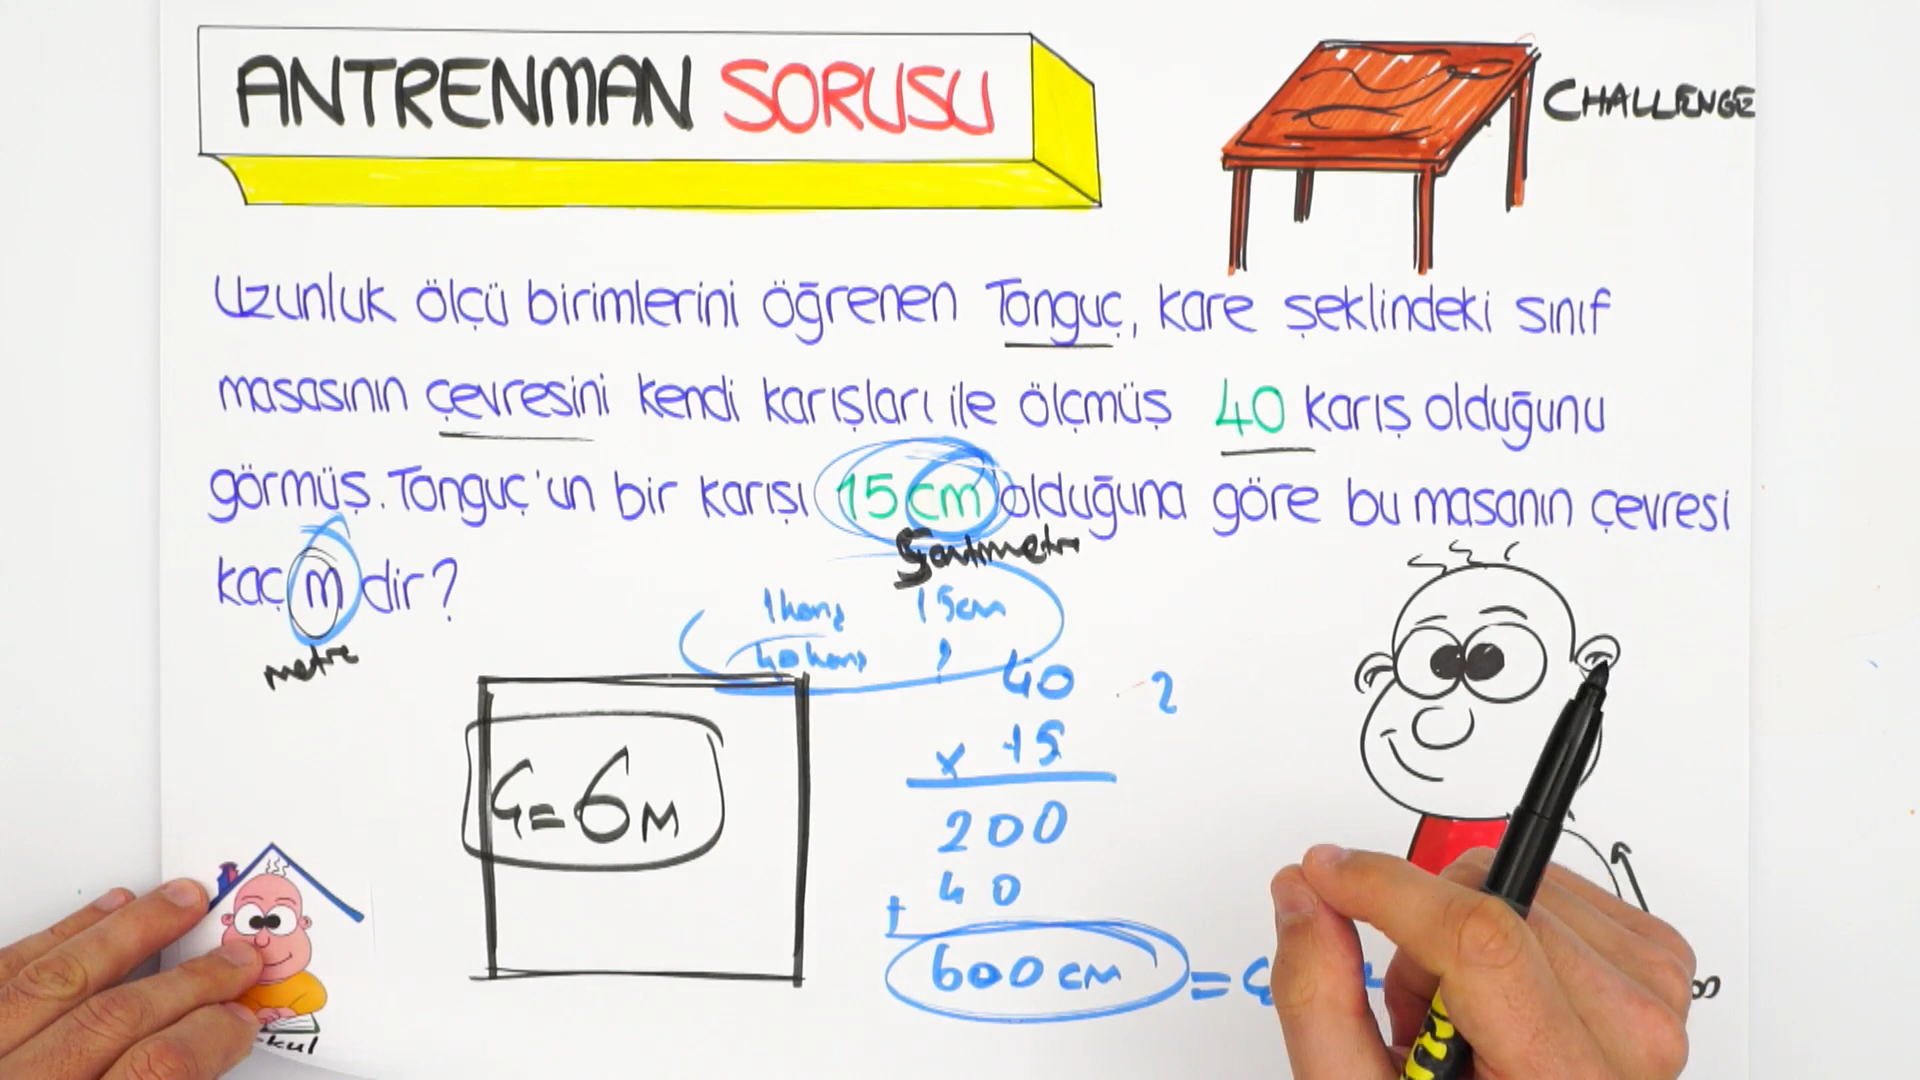 ANTRENMAN SORUSU
CHALLENGE
Uzunluk ölçü birimlerini öğrenen Tonguç, kare şeklindeki sınıf
masasının çevresini kendi karışları ile ölçmüş 40 karış olduğunu
görmüş. Tonguç'un bir karışı 15 cm olduğuna göre bu masanın çevresi
kaç m dir?
santimetre
metre
1 karış 15cm
40 karış ?
40
x 15
200
+ 40
600 cm =
Ç=6m
2